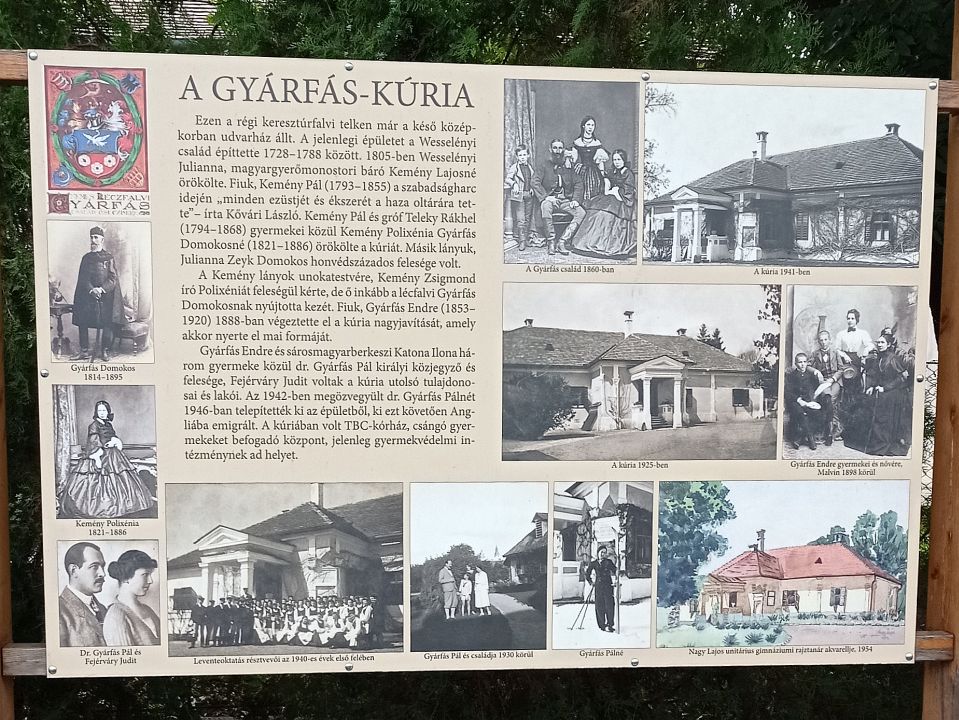 A GYÁRFÁS-KÚRIA
Ezen a régi keresztúrfalvi telken már a késő közép-
korban udvarház állt. A jelenlegi épületet a Wesselényi
család építtette 1728–1788 között. 1805-ben Wesselényi
Julianna, magyargyerőmonostori báró Kemény Lajosné
örökölte. Fiuk, Kemény Pál (1793–1855) a szabadságharc
idején „minden ezüstjét és ékszerét a haza oltárára tet-
te”– írta Kővári László. Kemény Pál és gróf Teleky Ráhel
(1794–1868) gyermekei közül Kemény Polixénia Gyárfás
Domokosné (1821–1886) örökölte a kúriát. Másik lányuk,
Julianna Zeyk Domokos honvédszázados felesége volt.
A Kemény lányok unokatestvére, Kemény Zsigmond
író Polixéniát feleségül kérte, de ő inkább a lécfalvi Gyárfás
Domokosnak nyújtotta kezét. Fiuk, Gyárfás Endre (1853–
1920) 1888-ban végeztette el a kúria nagyjavítását, amely
akkor nyerte el mai formáját.
Gyárfás Endre és sárosmagyarberkeszi Katona Ilona há-
rom gyermeke közül dr. Gyárfás Pál királyi közjegyző és
felesége, Fejérváry Judit voltak a kúria utolsó tulajdono-
sai és lakói. Az 1942-ben megözvegyült dr. Gyárfás Pálnét
1946-ban telepítették ki az épületből, ki ezt követően Ang-
liába emigrált. A kúriában volt TBC-kórház, csángó gyer-
mekeket befogadó központ, jelenleg gyermekvédelmi in-
tézménynek ad helyet.
Gyárfás Domokos
1814–1895
Kemény Polixénia
1821–1886
Dr. Gyárfás Pál és
Fejérváry Judit
A Gyárfás család 1860-ban
A kúria 1941-ben
A kúria 1925-ben
Gyárfás Endre gyermekei és nővére,
Malvin 1898 körül
Leventeoktatás résztvevői az 1940-es évek első felében
Gyárfás Pál és családja 1930 körül
Gyárfás Pálné
Nagy Lajos unitárius gimnáziumi rajztanár akvarellje, 1954